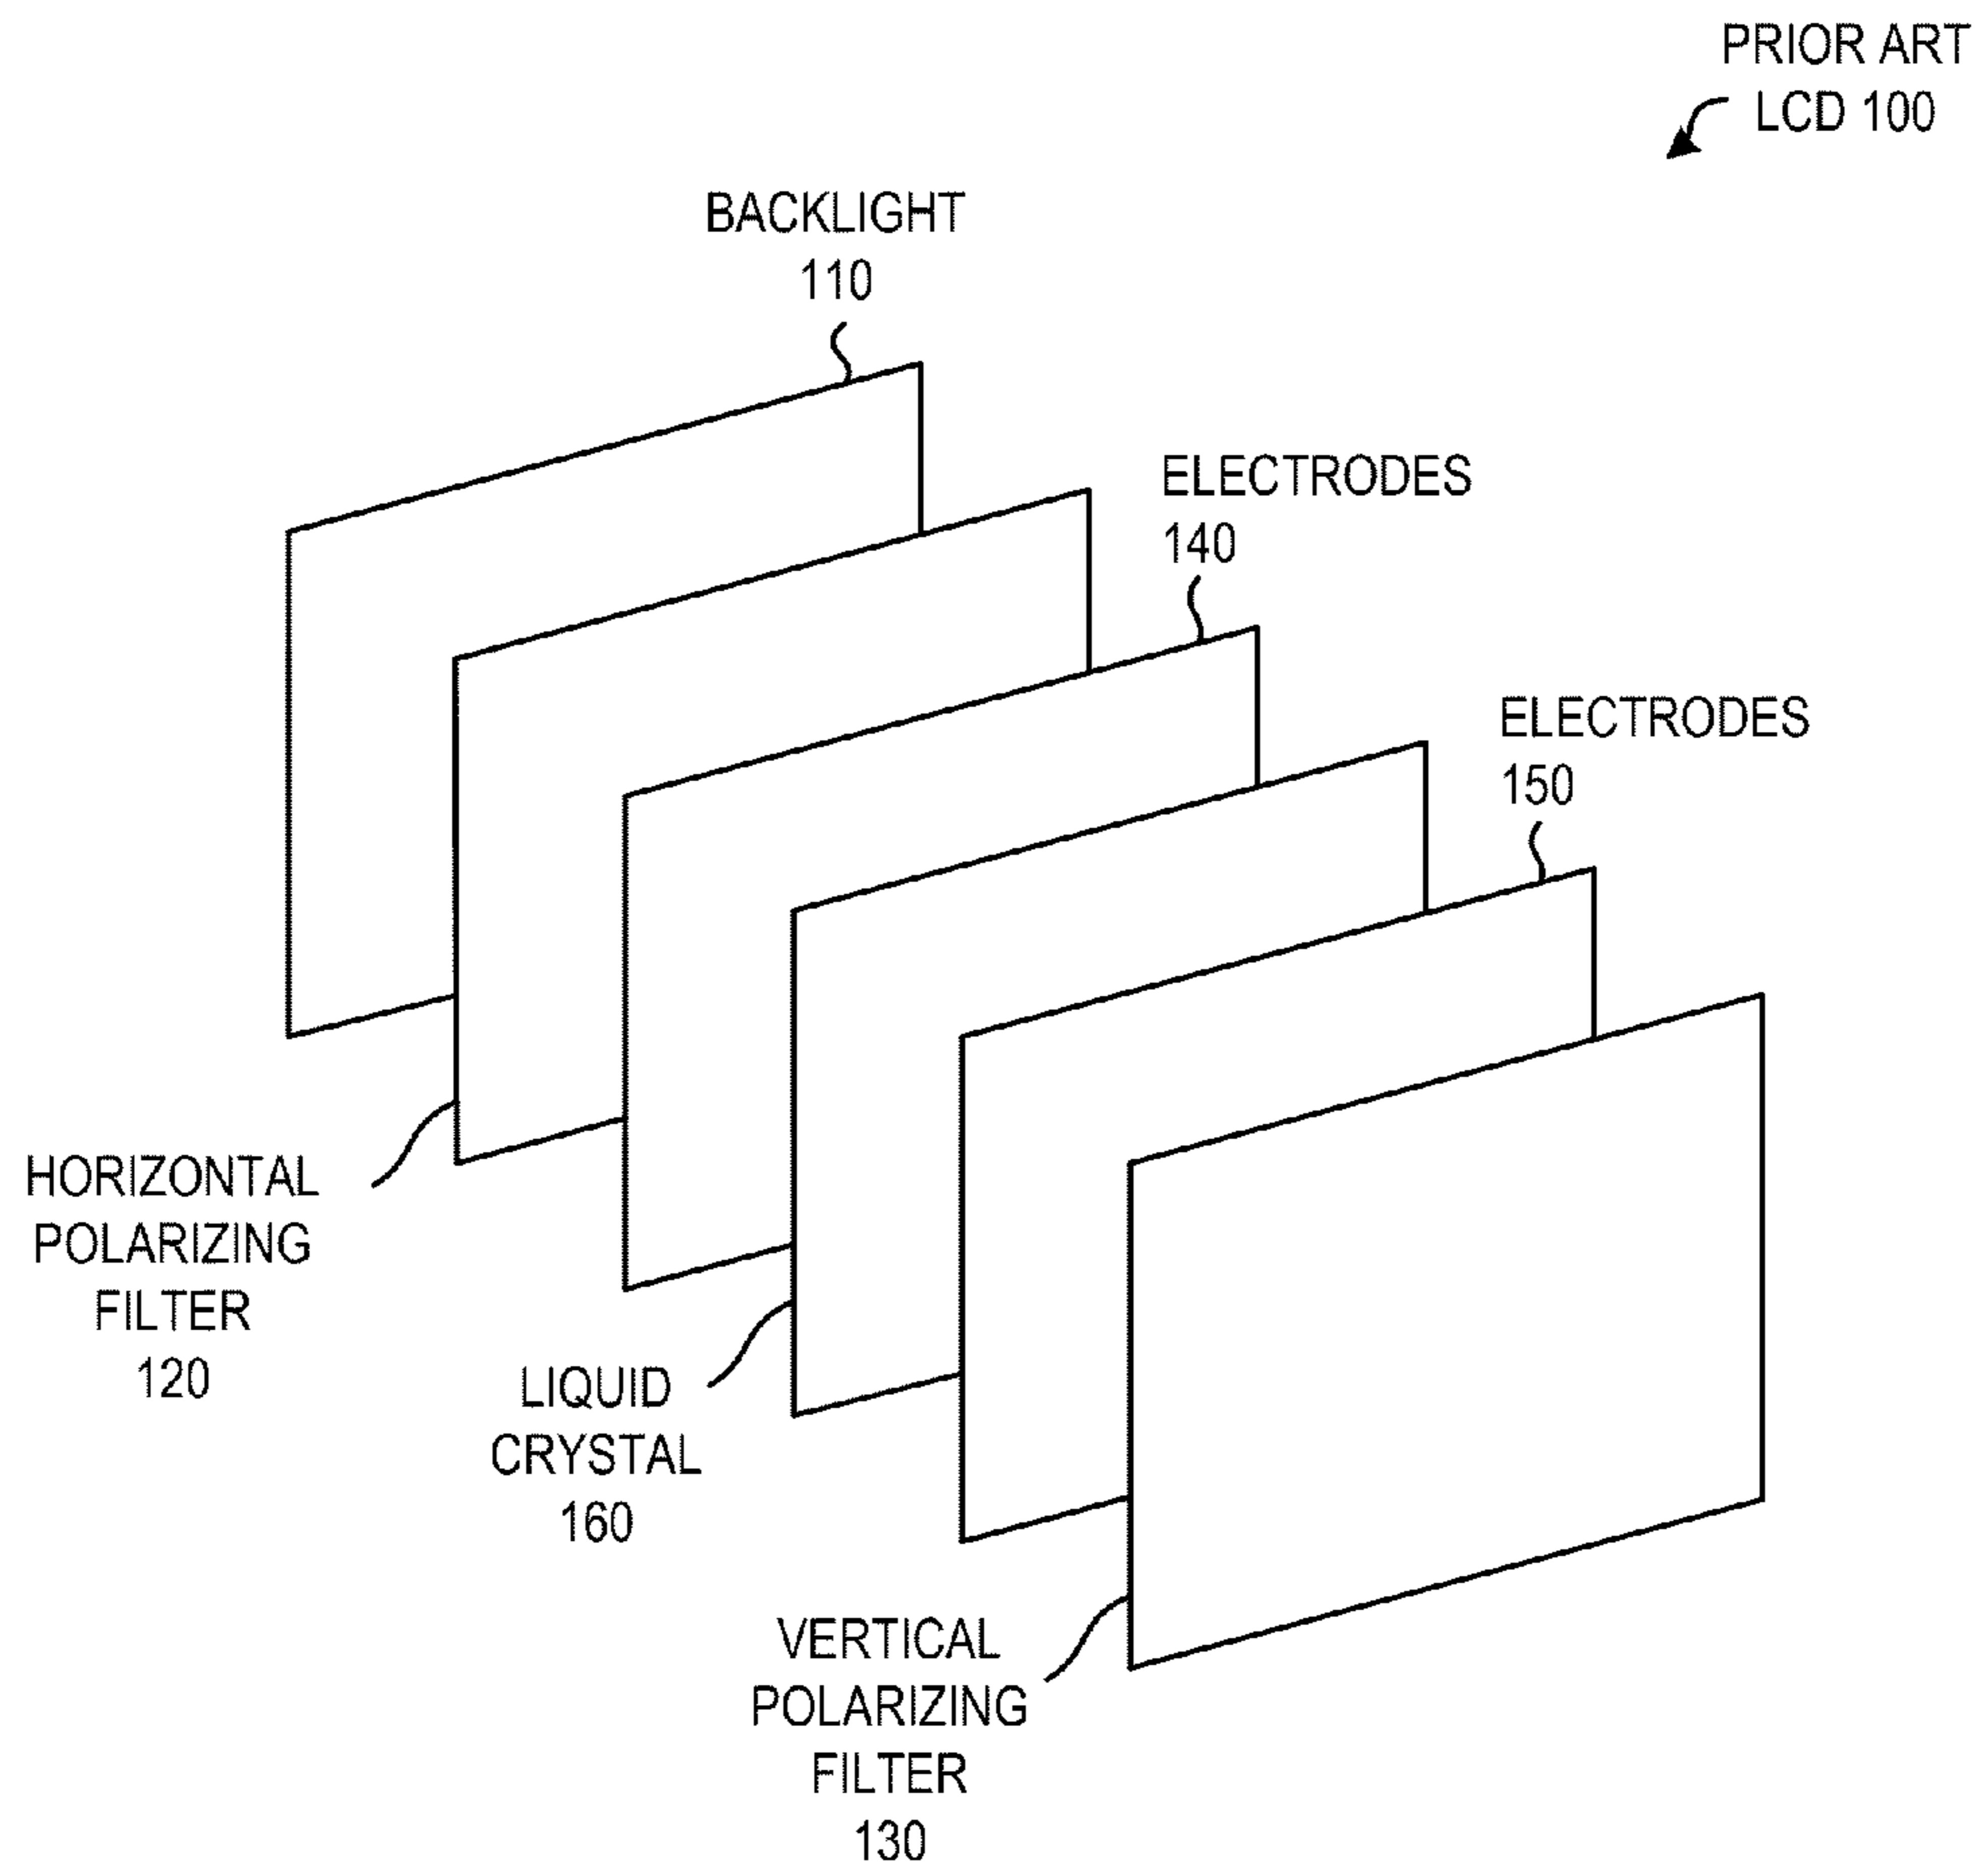 PRIOR ART
LCD 100
BACKLIGHT
110
ELECTRODES
140
ELECTRODES
150
HORIZONTAL
POLARIZING
FILTER
120
LIQUID
CRYSTAL
160
VERTICAL
POLARIZING
FILTER
130